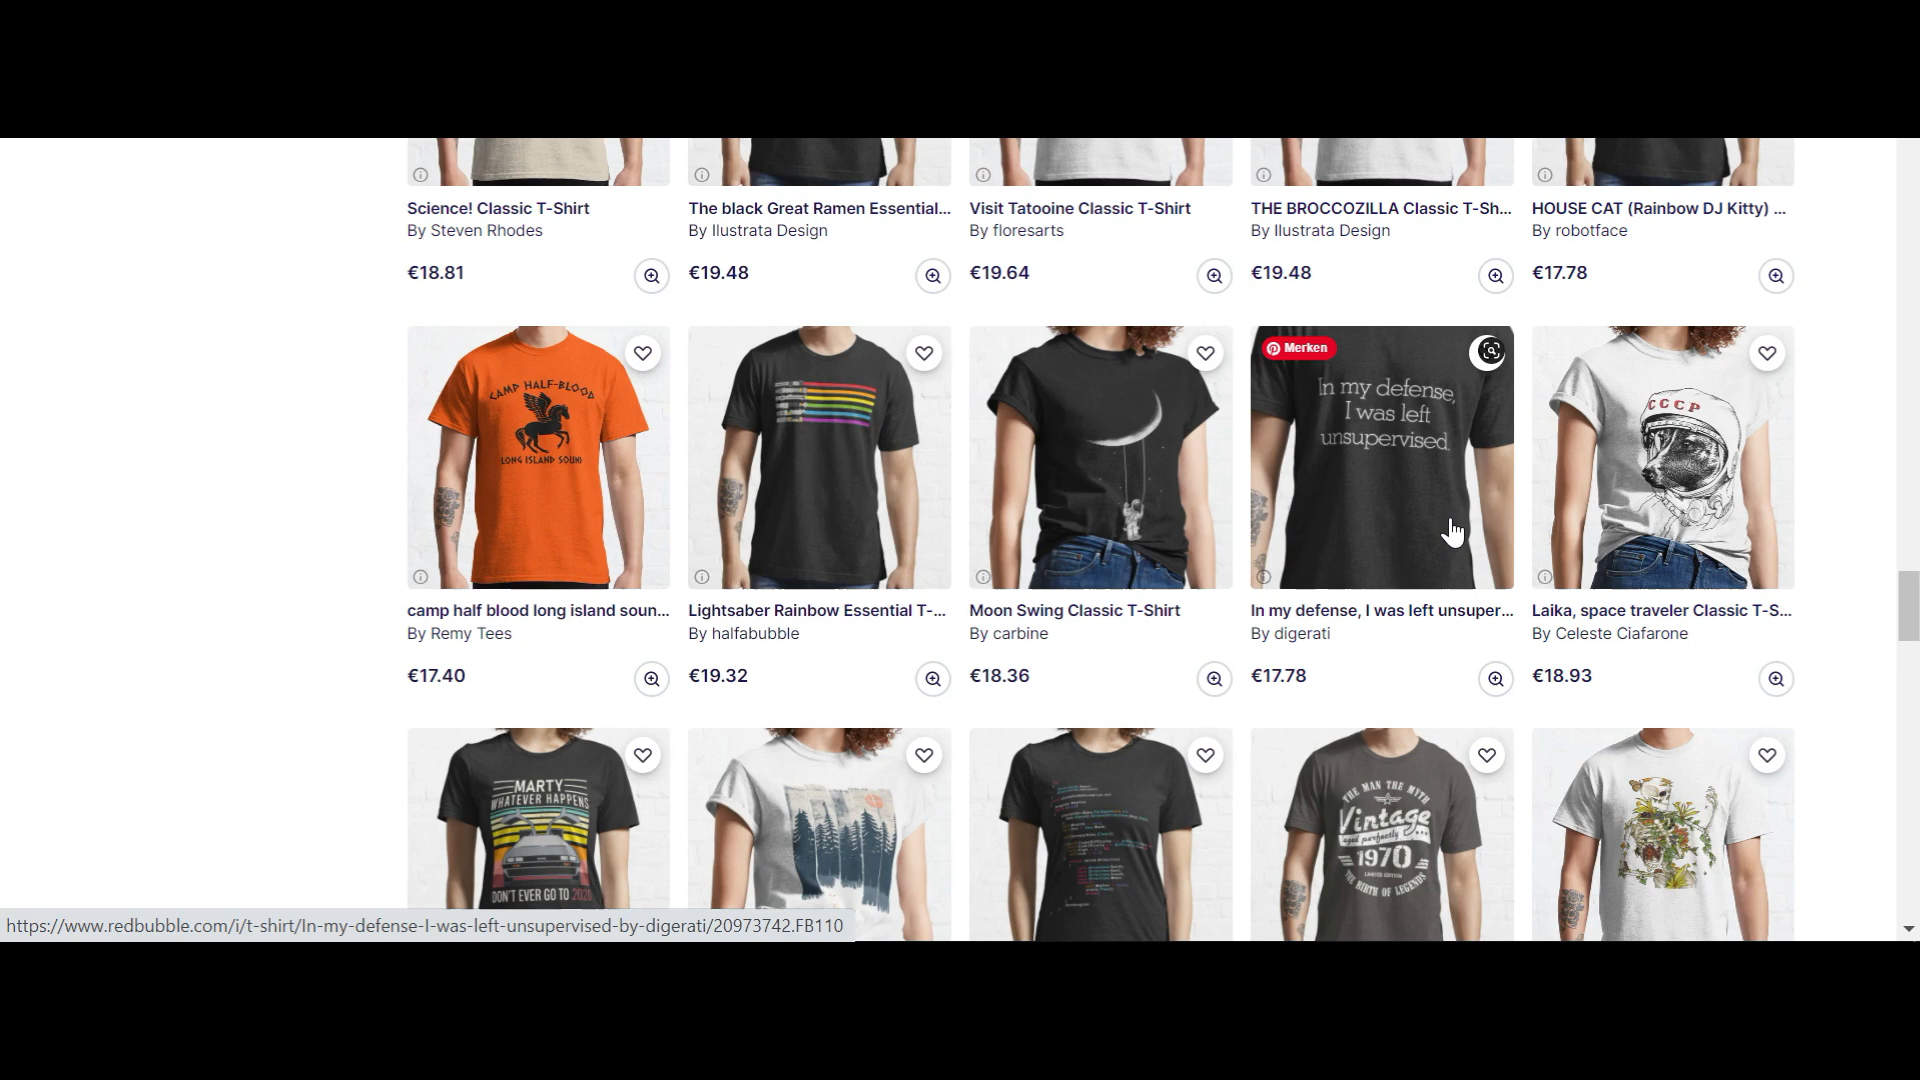 Science! Classic T-Shirt
By Steven Rhodes
€18.81
The black Great Ramen Essential...
By Ilustrata Design
€19.48
Visit Tatooine Classic T-Shirt
By floresarts
€19.64
THE BROCCOZILLA Classic T-Sh...
By Ilustrata Design
€19.48
HOUSE CAT (Rainbow DJ Kitty) ...
By robotface
€17.78
CAMP HALF-BLOOD
LONG ISLAND SOUND
Merken
In my defense,
I was left
unsupervised.
CCCP
camp half blood long island soun...
By Remy Tees
€17.40
Lightsaber Rainbow Essential T-...
By halfabubble
€19.32
Moon Swing Classic T-Shirt
By carbine
€18.36
In my defense, I was left unsuper...
By digerati
€17.78
Laika, space traveler Classic T-S...
By Celeste Ciafarone
€18.93
MARTY
WHATEVER HAPPENS
DON'T EVER GO TO 2020
THE MAN THE MYTH
Vintage
aged perfectly
1970
LIMITED EDITION
THE BIRTH OF LEGENDS
https://www.redbubble.com/i/t-shirt/In-my-defense-I-was-left-unsupervised-by-digerati/20973742.FB110